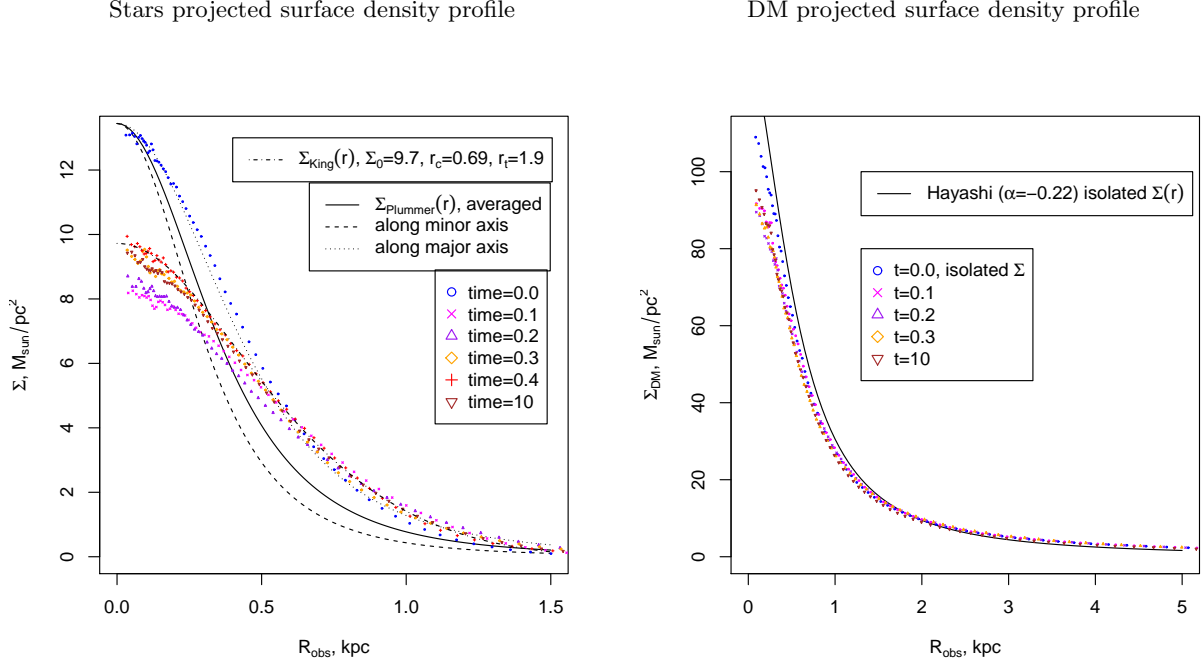 Stars projected surface density profile
DM projected surface density profile
Σ_King(r), Σ_0=9.7, r_c=0.69, r_t=1.9
Σ_Plummer(r), averaged
along minor axis
along major axis
time=0.0
time=0.1
time=0.2
time=0.3
time=0.4
time=10
Σ, M_sun/pc^2
0 2 4 6 8 10 12
0.0 0.5 1.0 1.5
R_obs, kpc
Hayashi (α=−0.22) isolated Σ(r)
t=0.0, isolated Σ
t=0.1
t=0.2
t=0.3
t=10
Σ_DM, M_sun/pc^2
0 20 40 60 80 100
0 1 2 3 4 5
R_obs, kpc